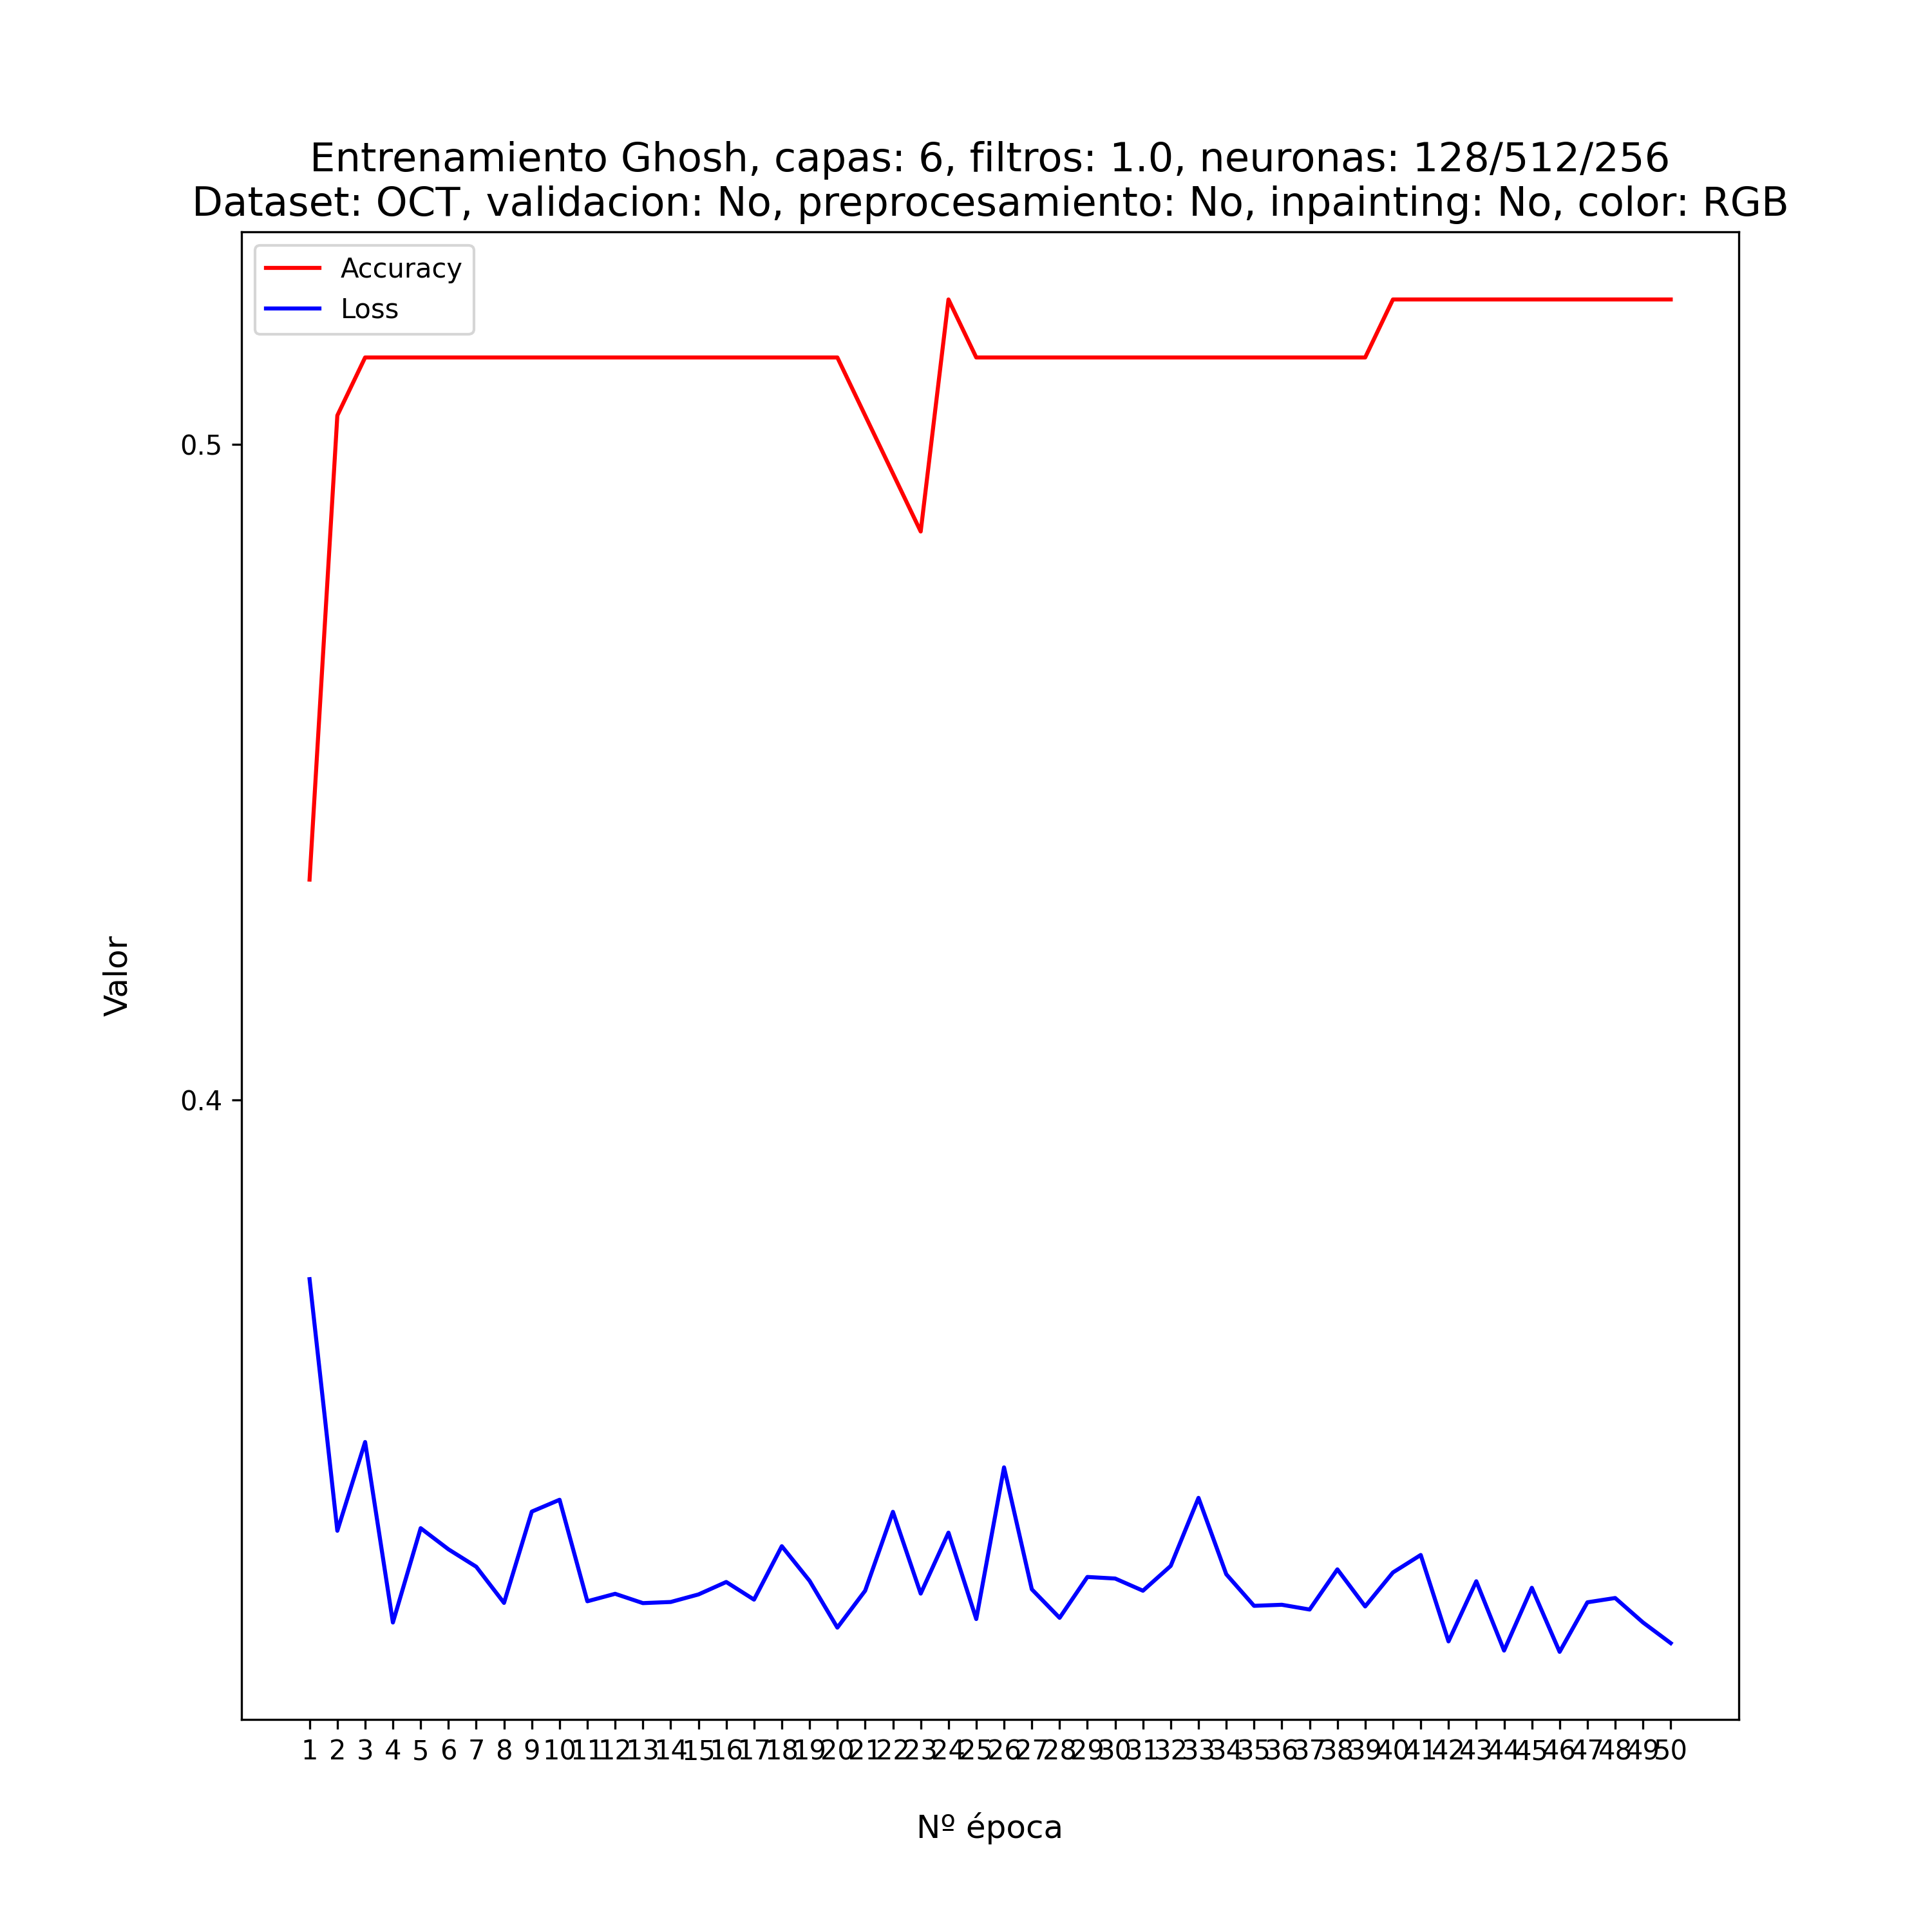 Entrenamiento Ghosh, capas: 6, filtros: 1.0, neuronas: 128/512/256
Dataset: OCT, validacion: No, preprocesamiento: No, inpainting: No, color: RGB
Accuracy
Loss
0.5
0.4
Valor
1 2 3 4 5 6 7 8 9 10 11 12 13 14 15 16 17 18 19 20 21 22 23 24 25 26 27 28 29 30 31 32 33 34 35 36 37 38 39 40 41 42 43 44 45 46 47 48 49 50
Nº época